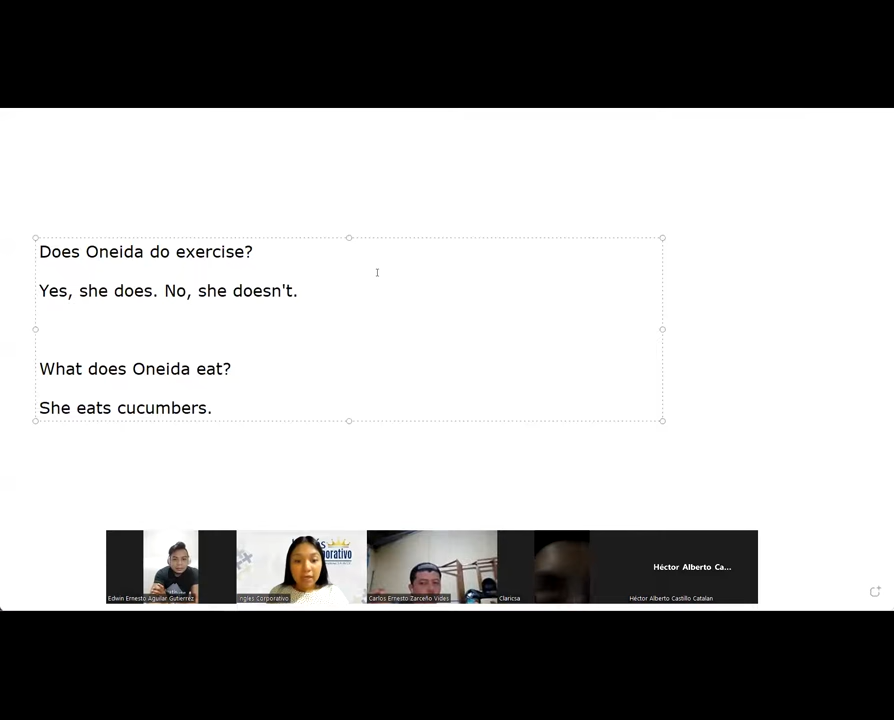 Does Oneida do exercise?
Yes, she does. No, she doesn't.
What does Oneida eat?
She eats cucumbers.
Héctor Alberto Ca...
Edwin Ernesto Aguilar Gutierrez
Inglés Corporativo
Carlos Ernesto Zarceño Vides
Claricsa
Héctor Alberto Castillo Catalan